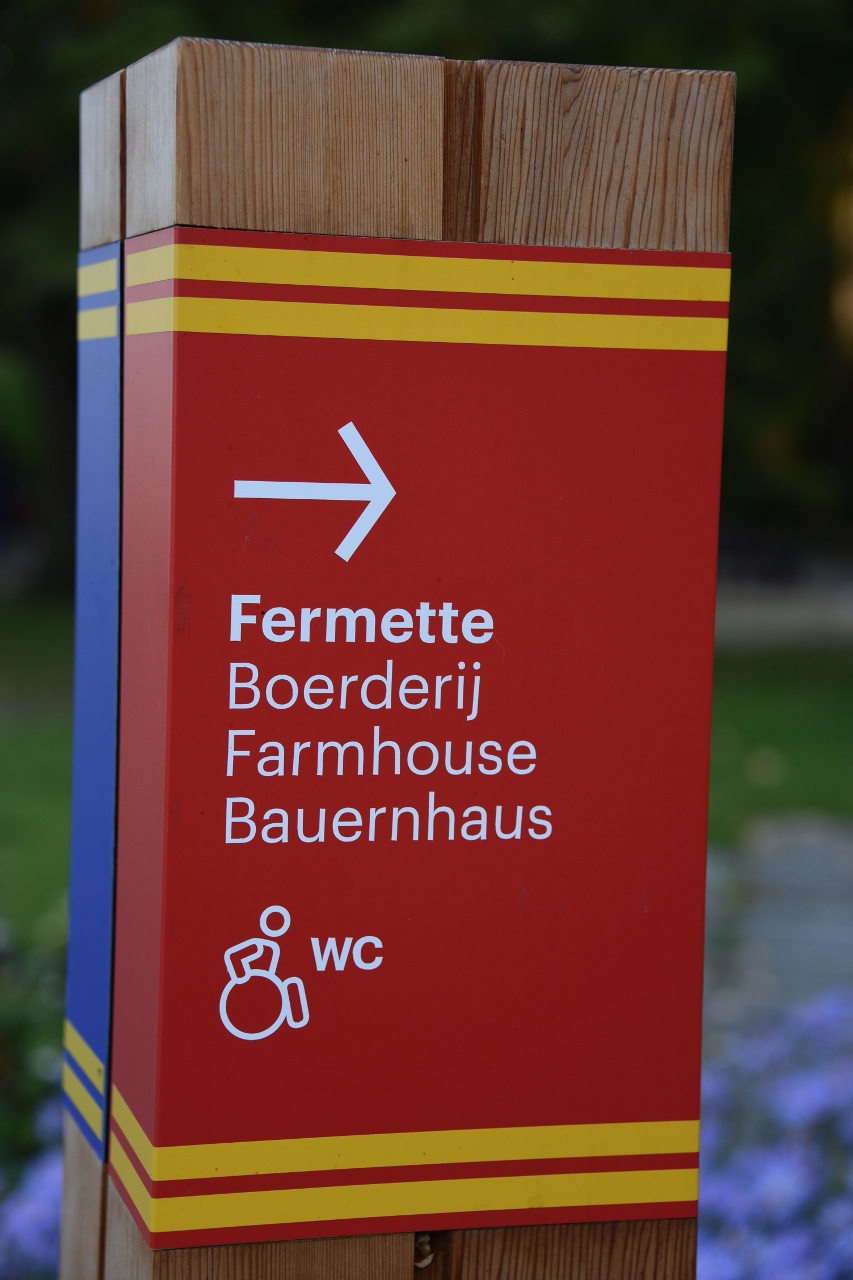 Fermette
Boerderij
Farmhouse
Bauernhaus
WC